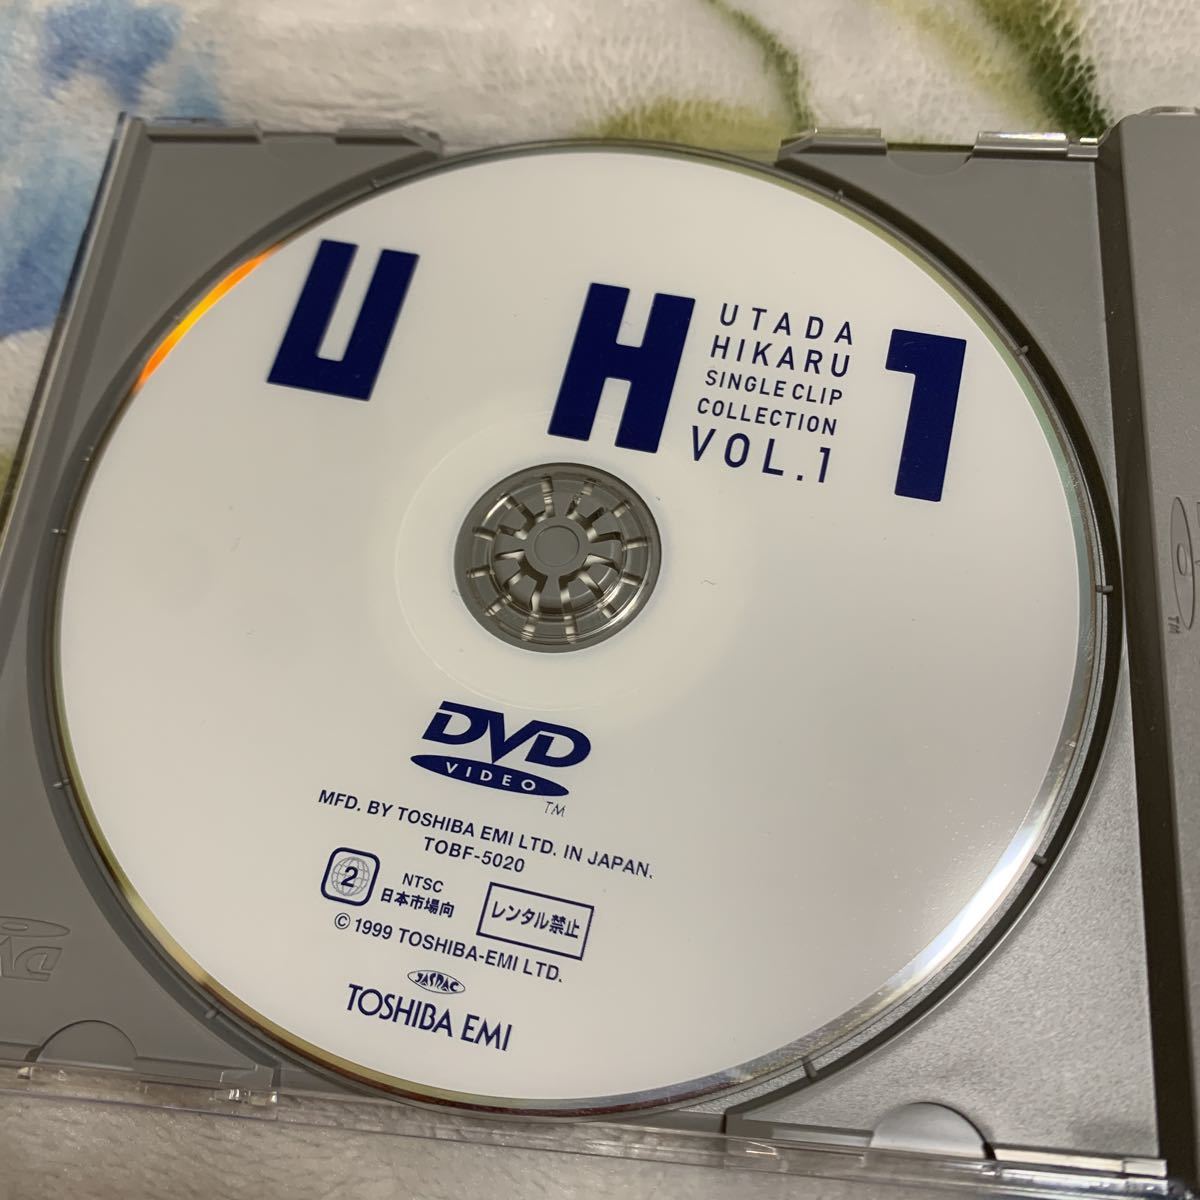 U H 1
UTADA
HIKARU
SINGLE CLIP
COLLECTION
VOL.1
DVD
VIDEO
TM
MFD. BY TOSHIBA EMI LTD. IN JAPAN.
TOBF-5020
2
NTSC
日本市場向
レンタル禁止
© 1999 TOSHIBA-EMI LTD.
JASRAC
TOSHIBA EMI
TM